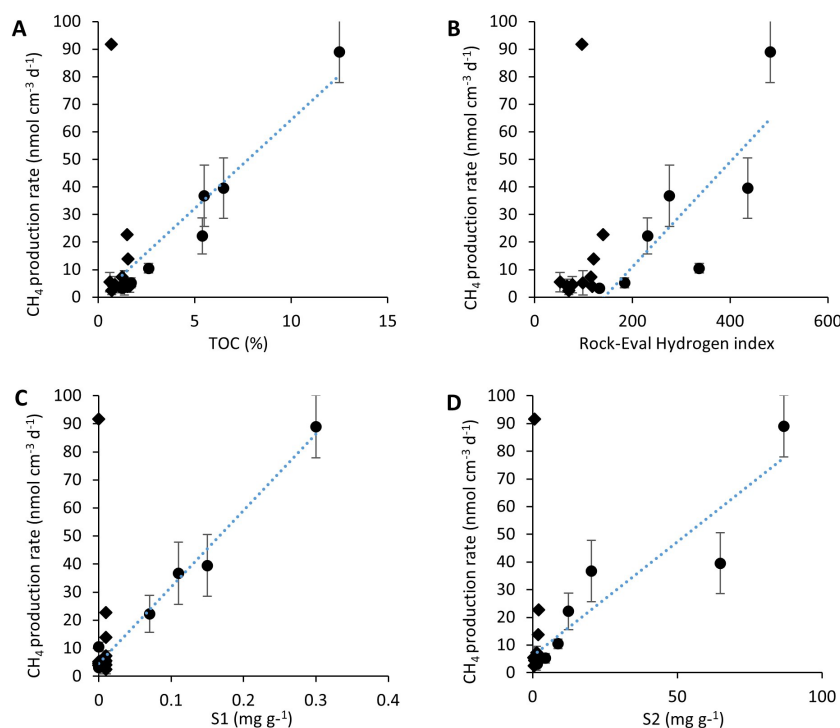 A
CH4 production rate (nmol cm-3 d-1)
100
90
80
70
60
50
40
30
20
10
0
0 5 10 15
TOC (%)
B
CH4 production rate (nmol cm-3 d-1)
100
90
80
70
60
50
40
30
20
10
0
0 200 400 600
Rock-Eval Hydrogen index
C
CH4 production rate (nmol cm-3 d-1)
100
90
80
70
60
50
40
30
20
10
0
0 0.1 0.2 0.3 0.4
S1 (mg g-1)
D
CH4 production rate (nmol cm-3 d-1)
100
90
80
70
60
50
40
30
20
10
0
0 50 100
S2 (mg g-1)